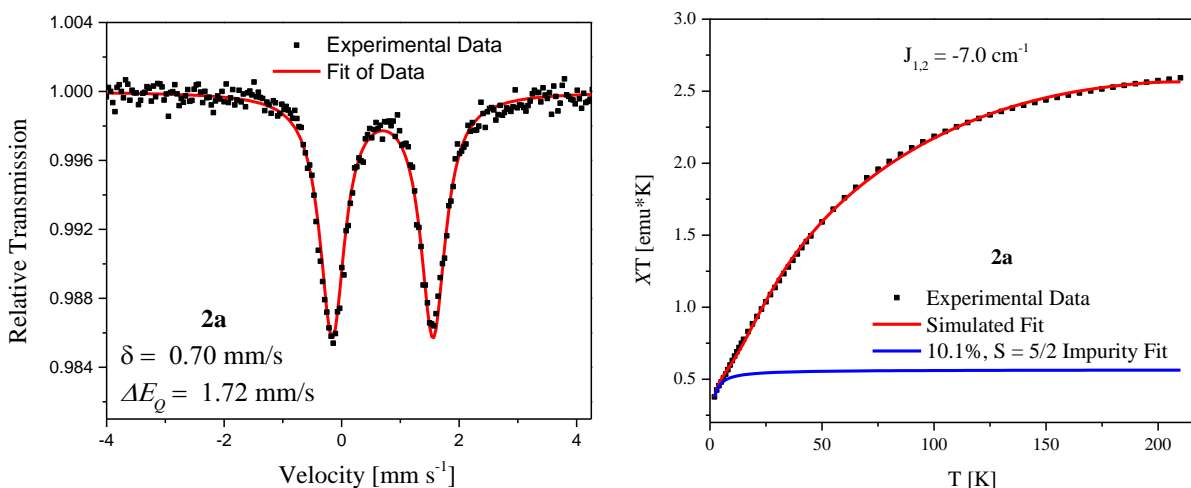 1.004
1.000
0.996
0.992
0.988
0.984
Relative Transmission
Experimental Data
Fit of Data
2a
δ = 0.70 mm/s
ΔE_Q = 1.72 mm/s
-4 -2 0 2 4
Velocity [mm s⁻¹]
3.0
2.5
2.0
1.5
1.0
0.5
XT [emu*K]
J₁,₂ = -7.0 cm⁻¹
2a
Experimental Data
Simulated Fit
10.1%, S = 5/2 Impurity Fit
0 50 100 150 200
T [K]